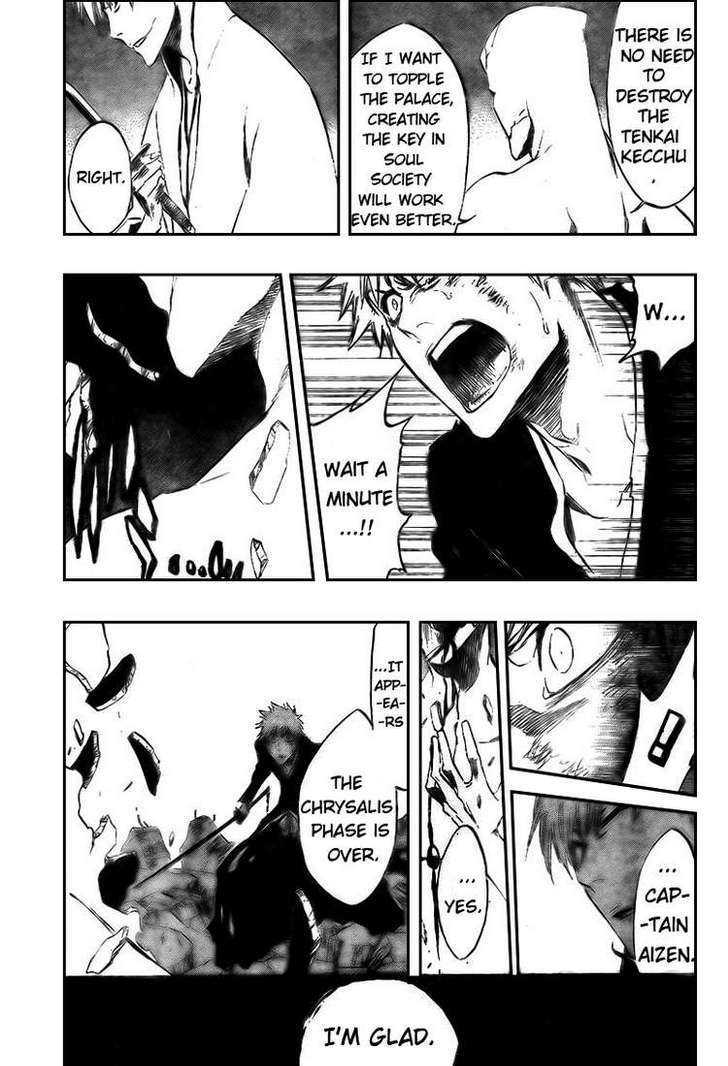 THERE IS
NO NEED
TO
DESTROY
THE
TENKAI
KECCHU
IF I WANT
TO TOPPLE
THE PALACE,
CREATING
THE KEY IN
SOUL
SOCIETY
WILL WORK
EVEN BETTER.
RIGHT.
W...
WAIT A
MINUTE
...!!
!
...
CAP-
-TAIN
AIZEN.
...
YES.
...IT
APP-
-EA-
-RS
THE
CHRYSALIS
PHASE IS
OVER.
I'M GLAD.